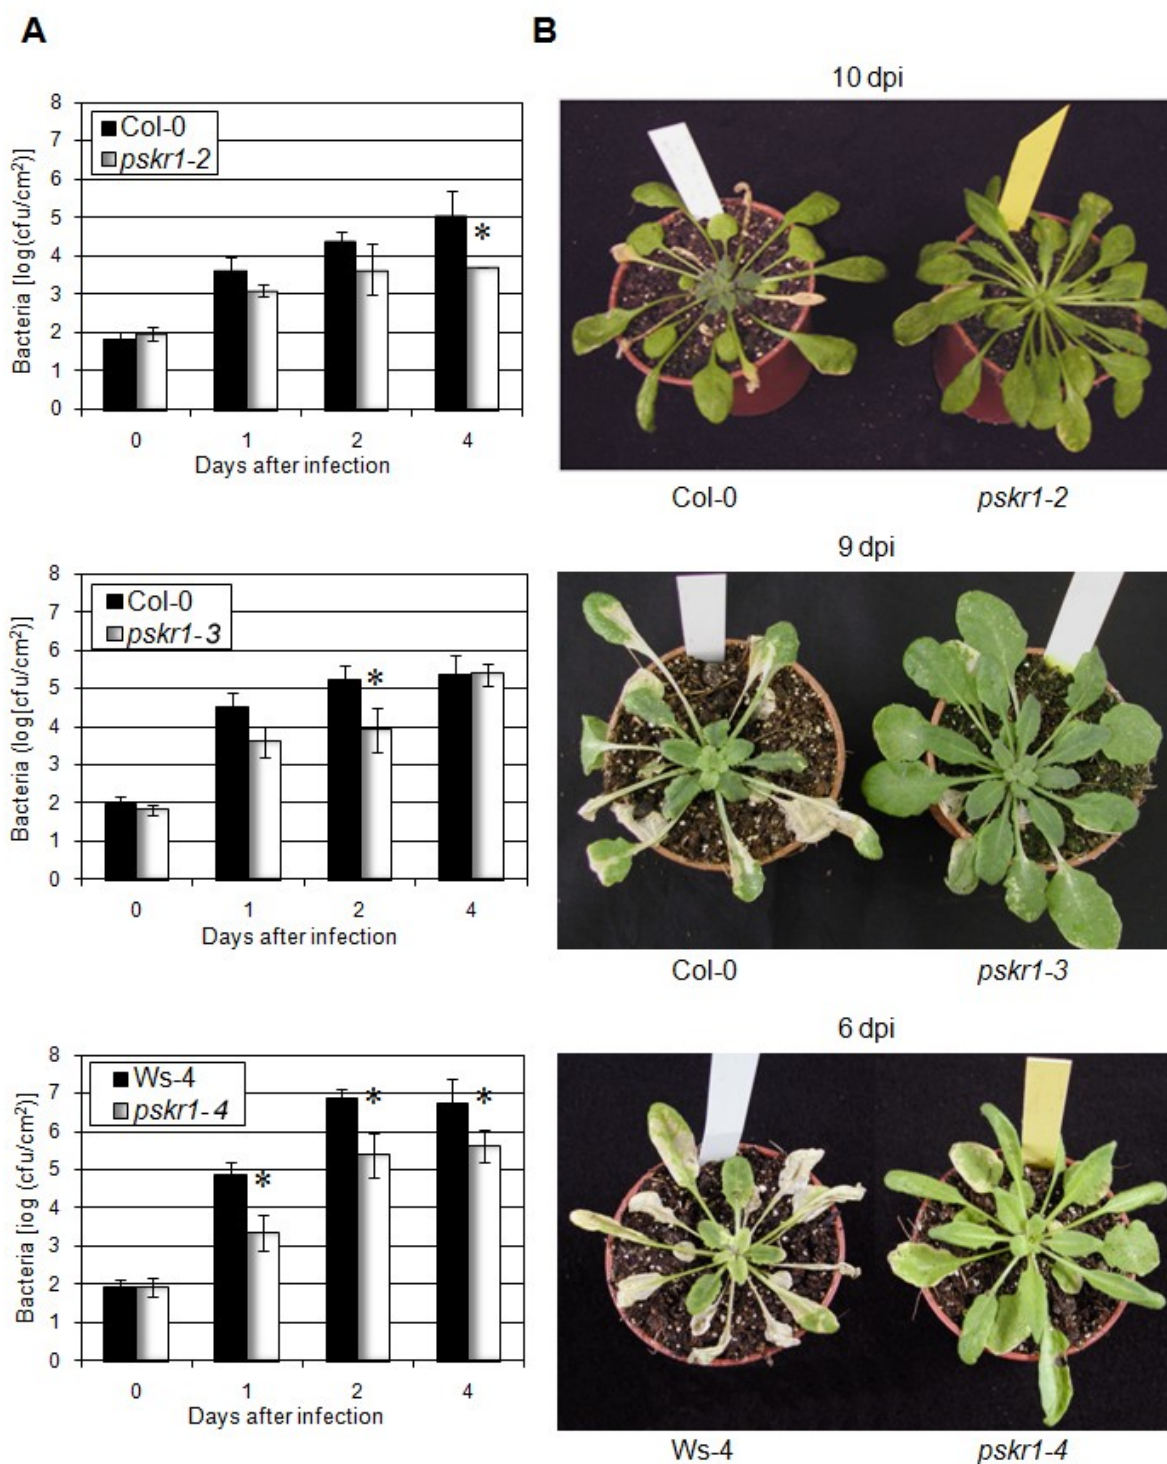 A
B
10 dpi
8
7
6
5
4
3
2
1
0
Col-0
pskr1-2
*
Bacteria [log(cfu/cm²)]
0 1 2 4
Days after infection
Col-0
pskr1-2
9 dpi
8
7
6
5
4
3
2
1
0
Col-0
pskr1-3
*
Bacteria (log[cfu/cm²)]
0 1 2 4
Days after infection
Col-0
pskr1-3
6 dpi
8
7
6
5
4
3
2
1
0
Ws-4
pskr1-4
* * *
Bacteria [iog (cfu/cm²)]
0 1 2 4
Days after infection
Ws-4
pskr1-4